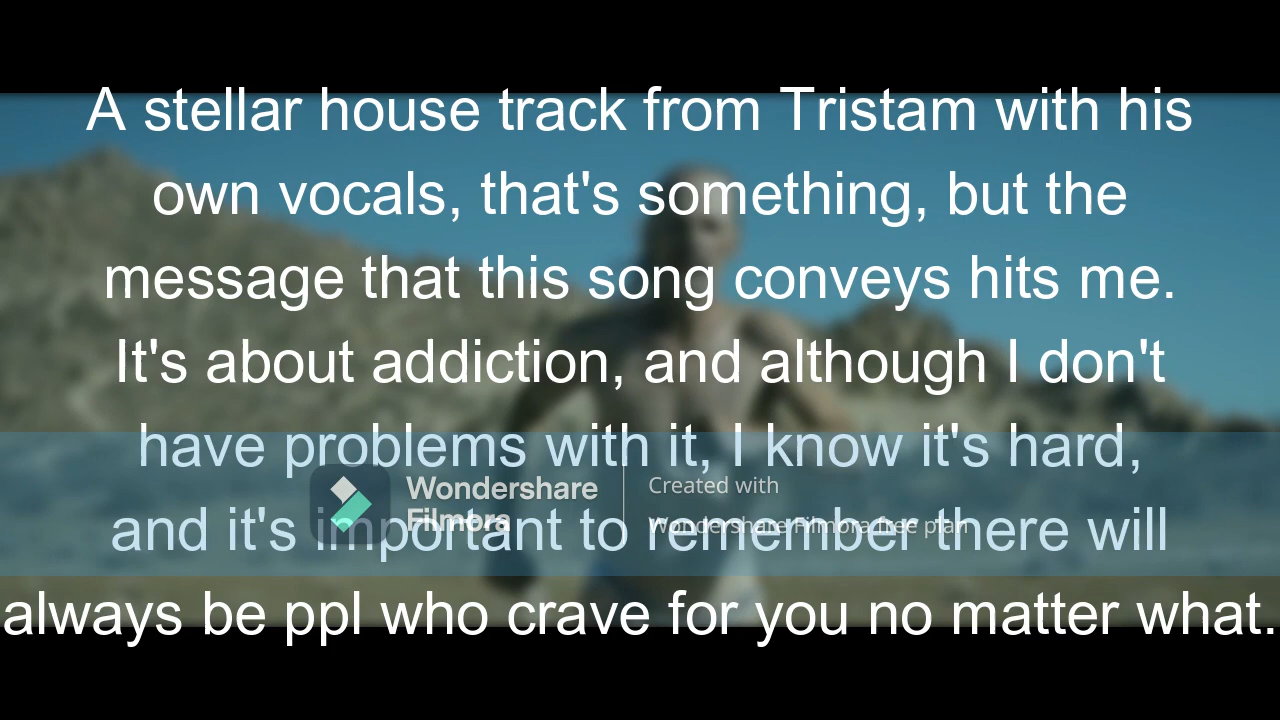 A stellar house track from Tristam with his
own vocals, that's something, but the
message that this song conveys hits me.
It's about addiction, and although I don't
have problems with it, I know it's hard,
Wondershare
Filmora
Created with
Wondershare Filmora free plan
and it's important to remember there will
always be ppl who crave for you no matter what.